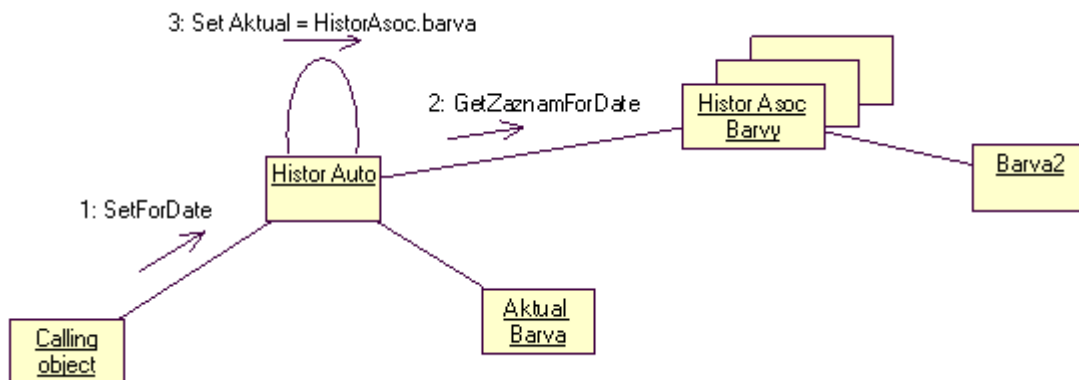 3: Set Aktual = HistorAsoc.barva
2: GetZaznamForDate
Histor Asoc
Barvy
Histor Auto
Barva2
1: SetForDate
Aktual
Barva
Calling
object